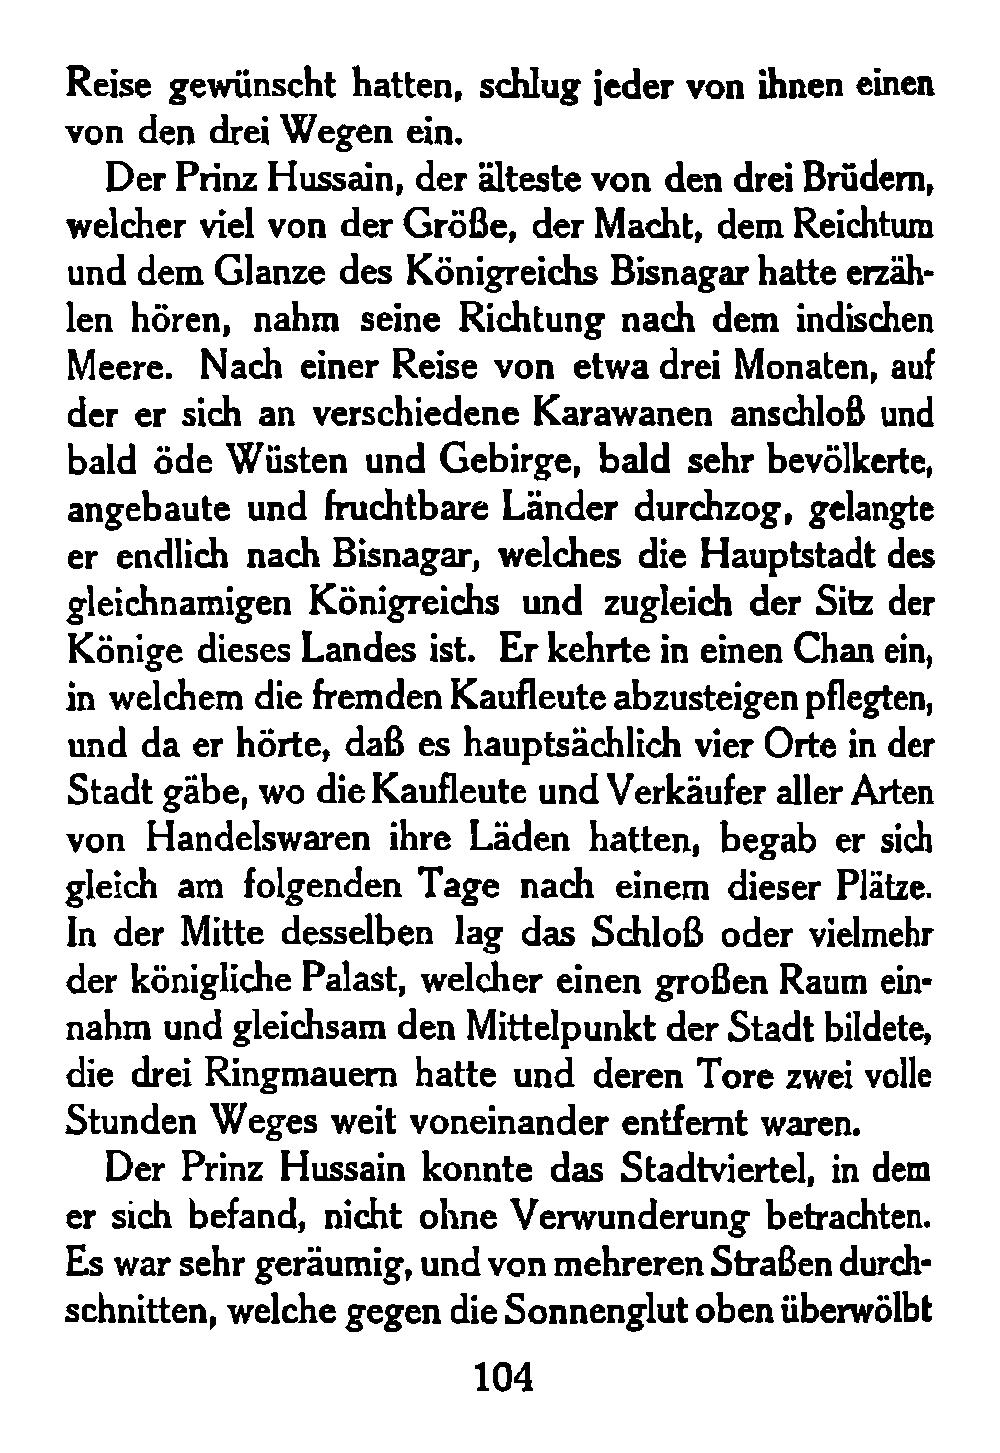 Reise gewünscht hatten, schlug jeder von ihnen einen
von den drei Wegen ein.
Der Prinz Hussain, der älteste von den drei Brüdern,
welcher viel von der Größe, der Macht, dem Reichtum
und dem Glanze des Königreichs Bisnagar hatte erzäh-
len hören, nahm seine Richtung nach dem indischen
Meere. Nach einer Reise von etwa drei Monaten, auf
der er sich an verschiedene Karawanen anschloß und
bald öde Wüsten und Gebirge, bald sehr bevölkerte,
angebaute und fruchtbare Länder durchzog, gelangte
er endlich nach Bisnagar, welches die Hauptstadt des
gleichnamigen Königreichs und zugleich der Sitz der
Könige dieses Landes ist. Er kehrte in einen Chan ein,
in welchem die fremden Kaufleute abzusteigen pflegten,
und da er hörte, daß es hauptsächlich vier Orte in der
Stadt gäbe, wo die Kaufleute und Verkäufer aller Arten
von Handelswaren ihre Läden hatten, begab er sich
gleich am folgenden Tage nach einem dieser Plätze.
In der Mitte desselben lag das Schloß oder vielmehr
der königliche Palast, welcher einen großen Raum ein-
nahm und gleichsam den Mittelpunkt der Stadt bildete,
die drei Ringmauern hatte und deren Tore zwei volle
Stunden Weges weit voneinander entfernt waren.
Der Prinz Hussain konnte das Stadtviertel, in dem
er sich befand, nicht ohne Verwunderung betrachten.
Es war sehr geräumig, und von mehreren Straßen durch-
schnitten, welche gegen die Sonnenglut oben überwölbt
104